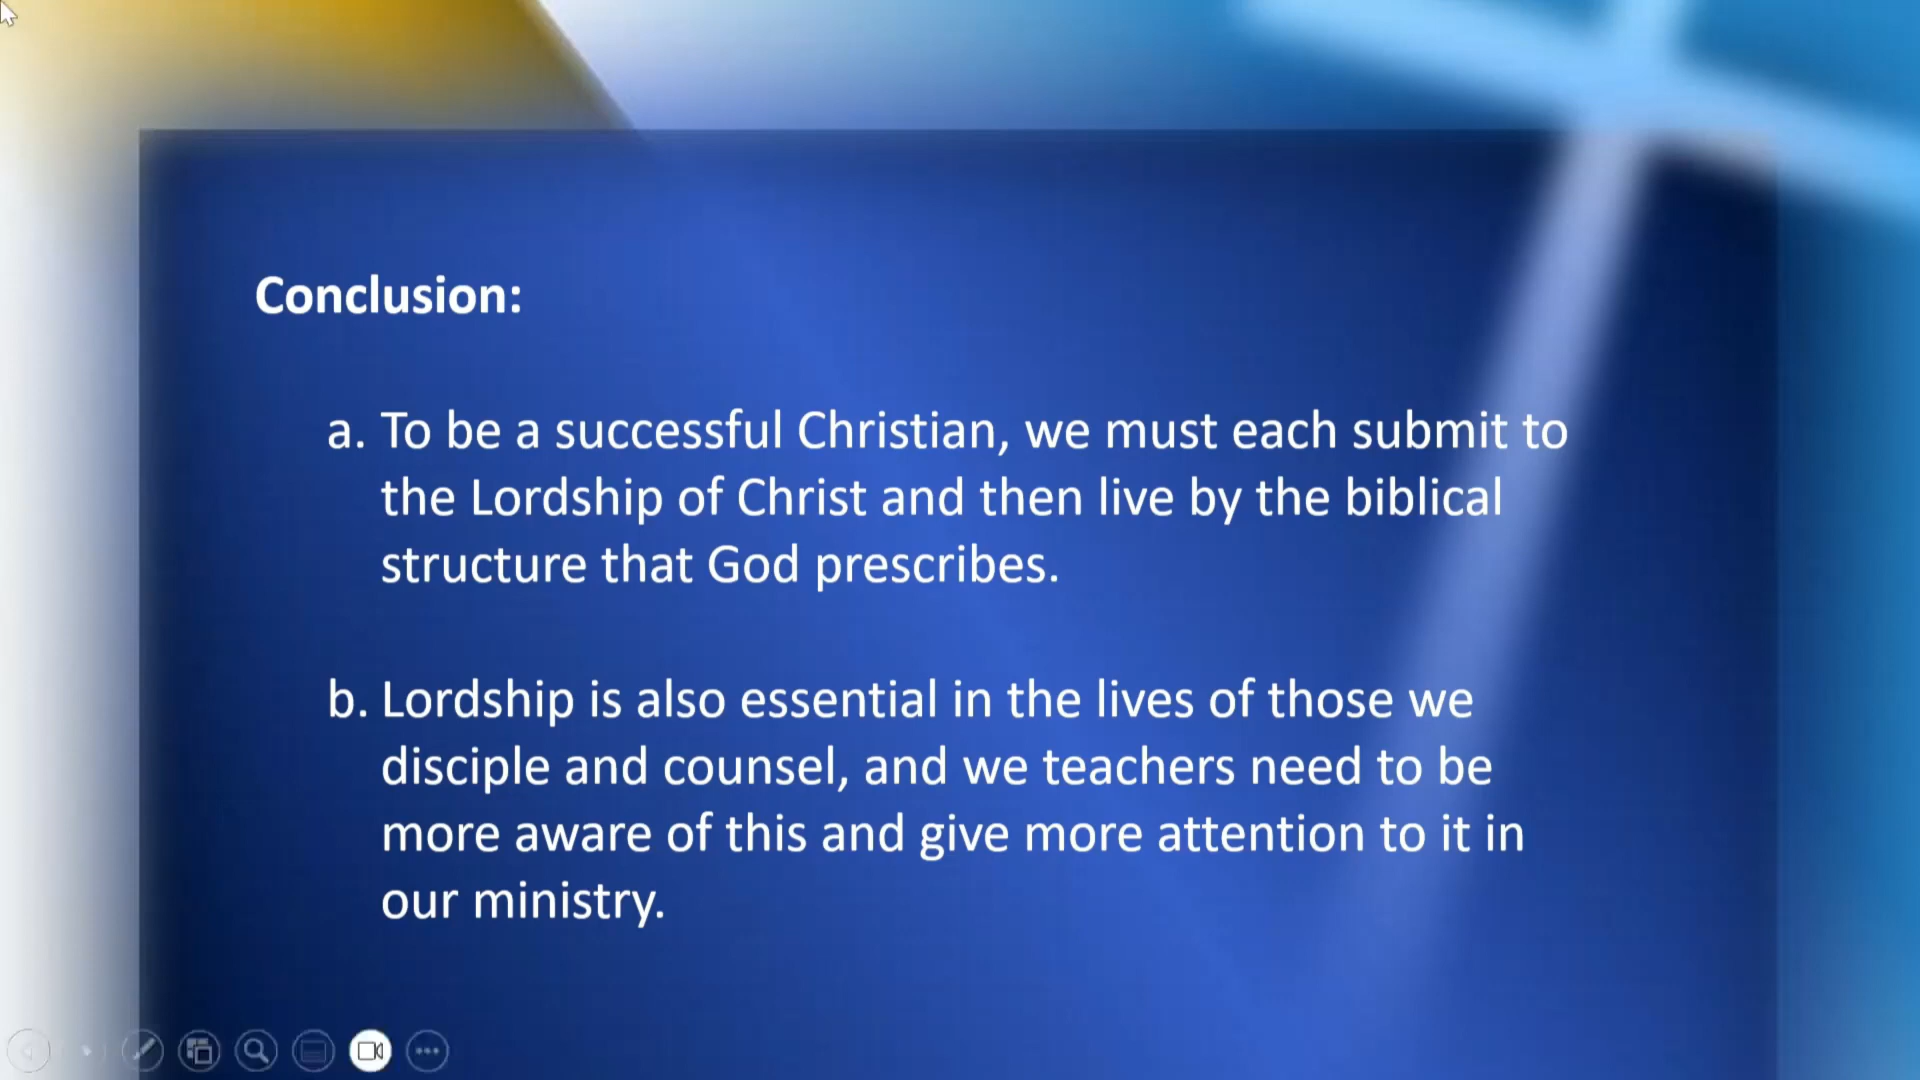 Conclusion:
a. To be a successful Christian, we must each submit to
the Lordship of Christ and then live by the biblical
structure that God prescribes.
b. Lordship is also essential in the lives of those we
disciple and counsel, and we teachers need to be
more aware of this and give more attention to it in
our ministry.